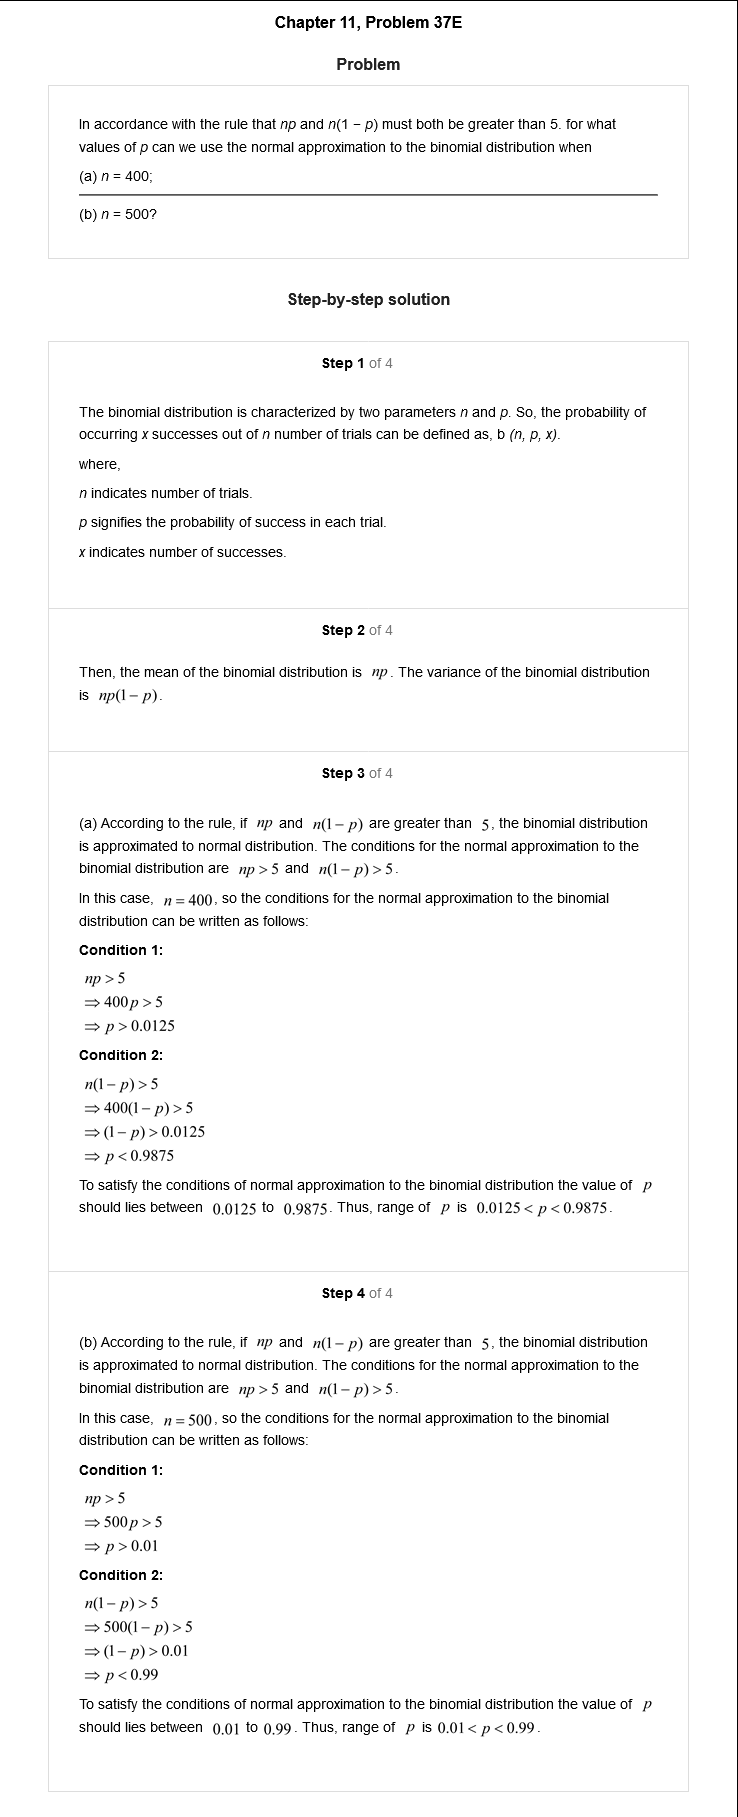 Chapter 11, Problem 37E
Problem
In accordance with the rule that np and n(1 − p) must both be greater than 5. for what
values of p can we use the normal approximation to the binomial distribution when
(a) n = 400;
(b) n = 500?
Step-by-step solution
Step 1 of 4
The binomial distribution is characterized by two parameters n and p. So, the probability of
occurring x successes out of n number of trials can be defined as, b (n, p, x).
where,
n indicates number of trials.
p signifies the probability of success in each trial.
x indicates number of successes.
Step 2 of 4
Then, the mean of the binomial distribution is np. The variance of the binomial distribution
is np(1− p).
Step 3 of 4
(a) According to the rule, if np and n(1− p) are greater than 5, the binomial distribution
is approximated to normal distribution. The conditions for the normal approximation to the
binomial distribution are np > 5 and n(1− p) > 5.
In this case, n = 400, so the conditions for the normal approximation to the binomial
distribution can be written as follows:
Condition 1:
np > 5
⇒ 400p > 5
⇒ p > 0.0125
Condition 2:
n(1− p) > 5
⇒ 400(1− p) > 5
⇒ (1− p) > 0.0125
⇒ p < 0.9875
To satisfy the conditions of normal approximation to the binomial distribution the value of p
should lies between 0.0125 to 0.9875. Thus, range of p is 0.0125 < p < 0.9875.
Step 4 of 4
(b) According to the rule, if np and n(1− p) are greater than 5, the binomial distribution
is approximated to normal distribution. The conditions for the normal approximation to the
binomial distribution are np > 5 and n(1− p) > 5.
In this case, n = 500, so the conditions for the normal approximation to the binomial
distribution can be written as follows:
Condition 1:
np > 5
⇒ 500p > 5
⇒ p > 0.01
Condition 2:
n(1− p) > 5
⇒ 500(1− p) > 5
⇒ (1− p) > 0.01
⇒ p < 0.99
To satisfy the conditions of normal approximation to the binomial distribution the value of p
should lies between 0.01 to 0.99. Thus, range of p is 0.01 < p < 0.99.